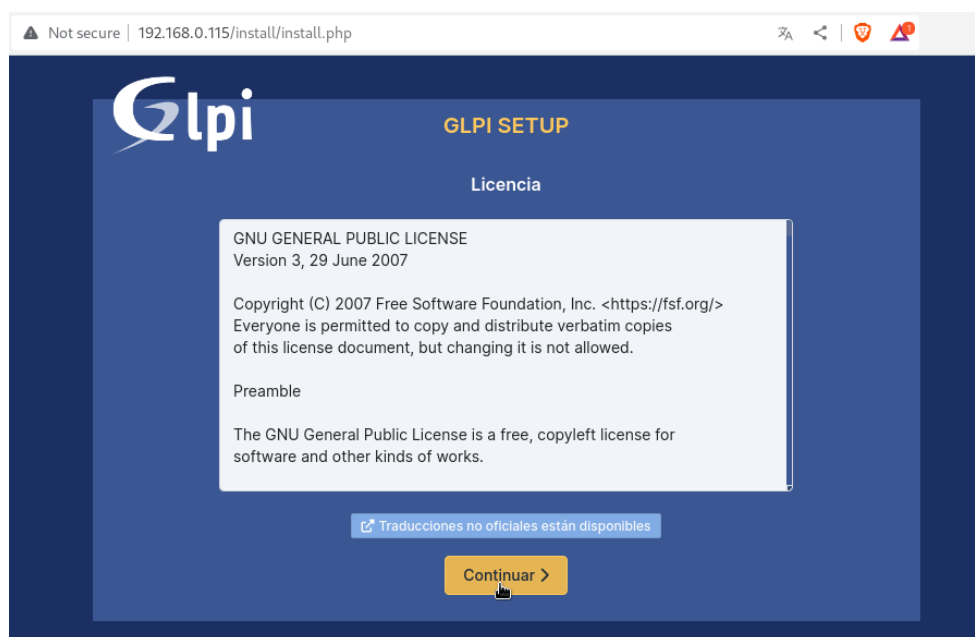 Not secure 192.168.0.115/install/install.php
Glpi
GLPI SETUP
Licencia
GNU GENERAL PUBLIC LICENSE
Version 3, 29 June 2007
Copyright (C) 2007 Free Software Foundation, Inc. <https://fsf.org/>
Everyone is permitted to copy and distribute verbatim copies
of this license document, but changing it is not allowed.
Preamble
The GNU General Public License is a free, copyleft license for
software and other kinds of works.
Traducciones no oficiales están disponibles
Continuar